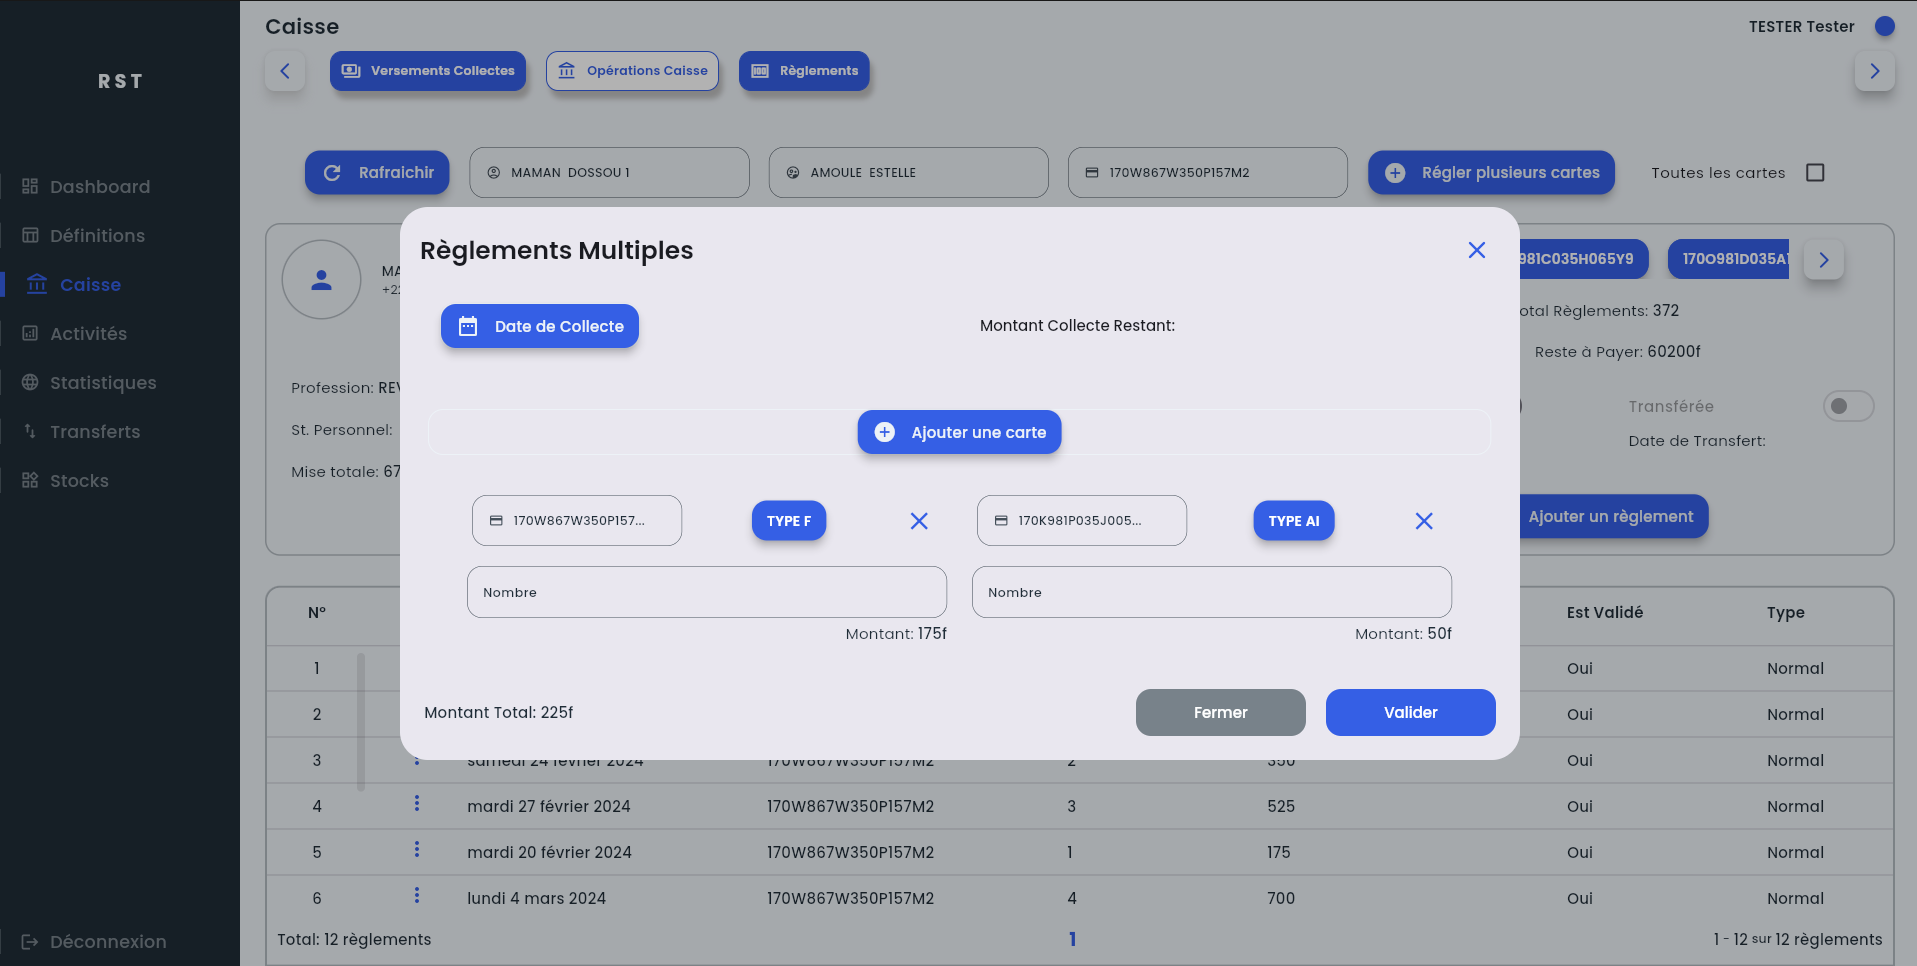 Caisse
TESTER Tester
RST
Versements Collectes
Opérations Caisse
Règlements
Rafraichir
MAMAN DOSSOU 1
AMOULE ESTELLE
170W867W350P157M2
Régler plusieurs cartes
Toutes les cartes
Dashboard
Définitions
Caisse
Activités
Statistiques
Transferts
Stocks
Déconnexion
Règlements Multiples
Date de Collecte
Montant Collecte Restant:
Ajouter une carte
170W867W350P157...
TYPE F
170K981P035J005...
TYPE AI
Nombre
Nombre
Montant: 175f
Montant: 50f
Montant Total: 225f
Fermer
Valider
Profession:
St. Personnel:
Mise totale:
981C035H065Y9
Règlements: 372
Reste à Payer: 60200f
Transférée
Date de Transfert:
Ajouter un règlement
N° Est Validé Type
1 Oui Normal
2 Oui Normal
3 samedi 24 février 2024 170W867W350P157M2 2 350 Oui Normal
4 mardi 27 février 2024 170W867W350P157M2 3 525 Oui Normal
5 mardi 20 février 2024 170W867W350P157M2 1 175 Oui Normal
6 lundi 4 mars 2024 170W867W350P157M2 4 700 Oui Normal
Total: 12 règlements
1
1 - 12 sur 12 règlements